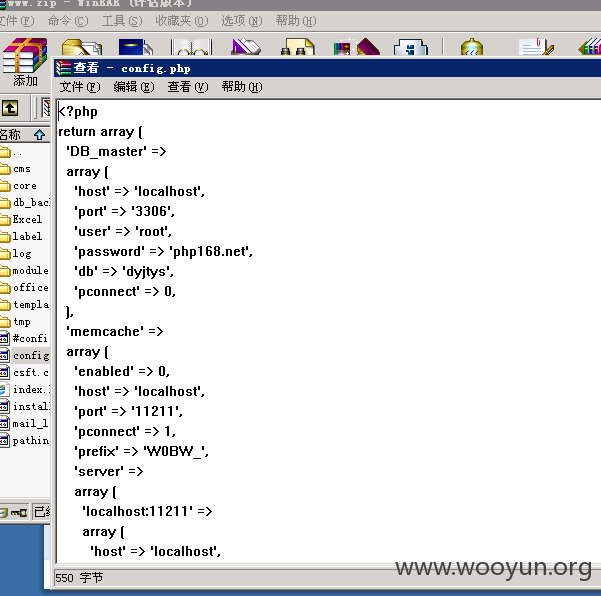 www.zip - WinRAR (评估版本)
文件(F) 命令(C) 工具(S) 收藏夹(O) 选项(N) 帮助(H)
添加
查看 - config.php
文件(F) 编辑(E) 查看(V) 帮助(H)
名称
..
cms
core
db_bac
Excel
label
log
module
office
templa
tmp
#confi
config
csft.c
index.
instal
mail_l
pathin
<?php
return array (
'DB_master' =>
array (
'host' => 'localhost',
'port' => '3306',
'user' => 'root',
'password' => 'php168.net',
'db' => 'dyjtys',
'pconnect' => 0,
),
'memcache' =>
array (
'enabled' => 0,
'host' => 'localhost',
'port' => '11211',
'pconnect' => 1,
'prefix' => 'W0BW_',
'server' =>
array (
'localhost:11211' =>
array (
'host' => 'localhost',
550 字节
www.wooyun.org